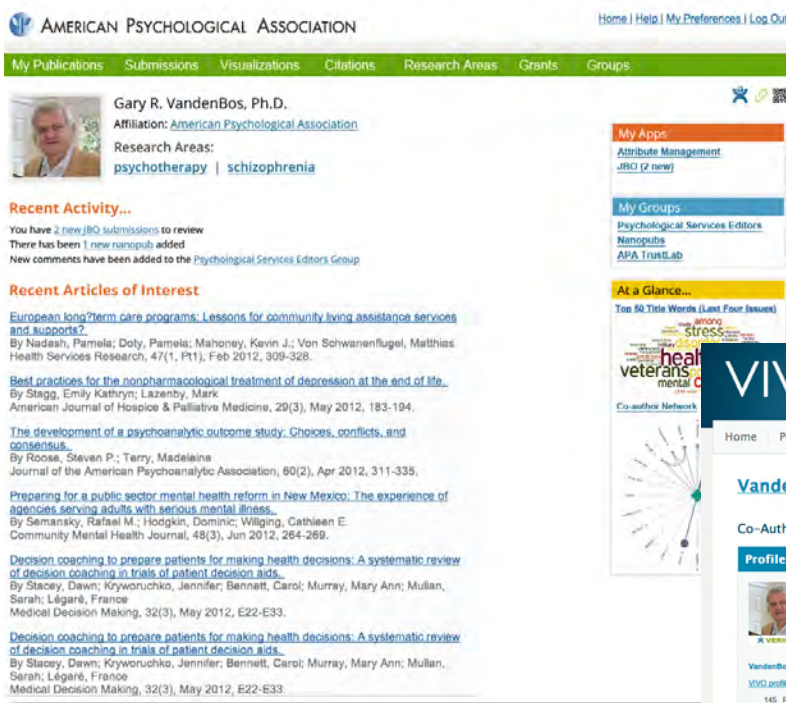 AMERICAN PSYCHOLOGICAL ASSOCIATION
Home | Help | My Preferences | Log Out
My Publications Submissions Visualizations Citations Research Areas Grants Groups
Gary R. VandenBos, Ph.D.
Affiliation: American Psychological Association
Research Areas:
psychotherapy | schizophrenia
Recent Activity...
You have 2 new JBO submissions to review
There has been 1 new nanopub added
New comments have been added to the Psychological Services Editors Group
Recent Articles of Interest
European long?term care programs: Lessons for community living assistance services
and supports?
By Nadash, Pamela; Doty, Pamela; Mahoney, Kevin J.; Von Schwanenflugel, Matthias
Health Services Research, 47(1, Pt1), Feb 2012, 309-328.
Best practices for the nonpharmacological treatment of depression at the end of life.
By Stagg, Emily Kathryn; Lazenby, Mark
American Journal of Hospice & Palliative Medicine, 29(3), May 2012, 183-194.
The development of a psychoanalytic outcome study: Choices, conflicts, and
consensus.
By Roose, Steven P.; Terry, Madeleine
Journal of the American Psychoanalytic Association, 60(2), Apr 2012, 311-335.
Preparing for a public sector mental health reform in New Mexico: The experience of
agencies serving adults with serious mental illness.
By Semansky, Rafael M.; Hodgkin, Dominic; Willging, Cathleen E.
Community Mental Health Journal, 48(3), Jun 2012, 264-269.
Decision coaching to prepare patients for making health decisions: A systematic review
of decision coaching in trials of patient decision aids.
By Stacey, Dawn; Kryworuchko, Jennifer; Bennett, Carol; Murray, Mary Ann; Mullan,
Sarah; Légaré, France
Medical Decision Making, 32(3), May 2012, E22-E33.
Decision coaching to prepare patients for making health decisions: A systematic review
of decision coaching in trials of patient decision aids.
By Stacey, Dawn; Kryworuchko, Jennifer; Bennett, Carol; Murray, Mary Ann; Mullan,
Sarah; Légaré, France
Medical Decision Making, 32(3), May 2012, E22-E33.
My Apps
Attribute Management
JBO (2 new)
My Groups
Psychological Services Editors
Nanopubs
APA TrustLab
At a Glance...
Top 50 Title Words (Last Four Issues)
among
stress
disor
heal
veterans
mental
Co-author Network
VIV
Home P
Vande
Co-Auth
Profile
VERI
VandenBo
VIVO profil
145 P